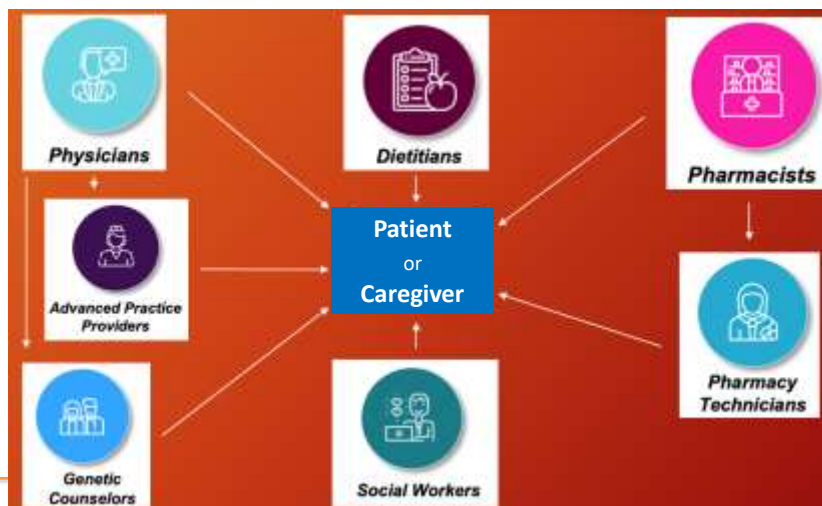 Physicians
Dietitians
Pharmacists
Patient
or
Caregiver
Advanced Practice
Providers
Pharmacy
Technicians
Genetic
Counselors
Social Workers